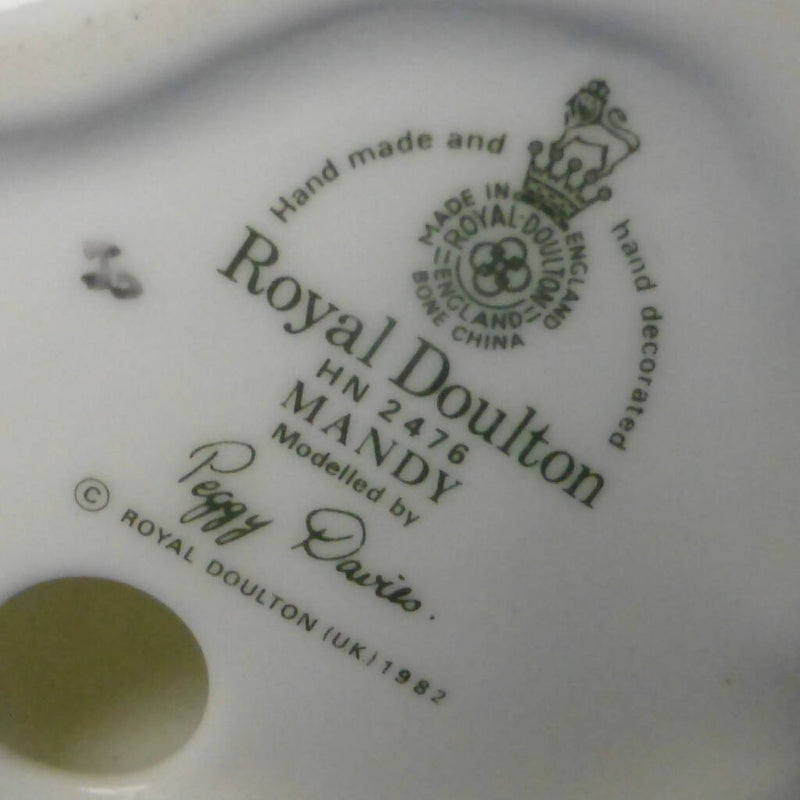 Hand made and hand decorated
MADE IN ENGLAND
ROYAL·DOULTON
ENGLAND
BONE CHINA
Royal Doulton
HN 2476
MANDY
Modelled by
Peggy Davies.
© ROYAL DOULTON (UK) 1982